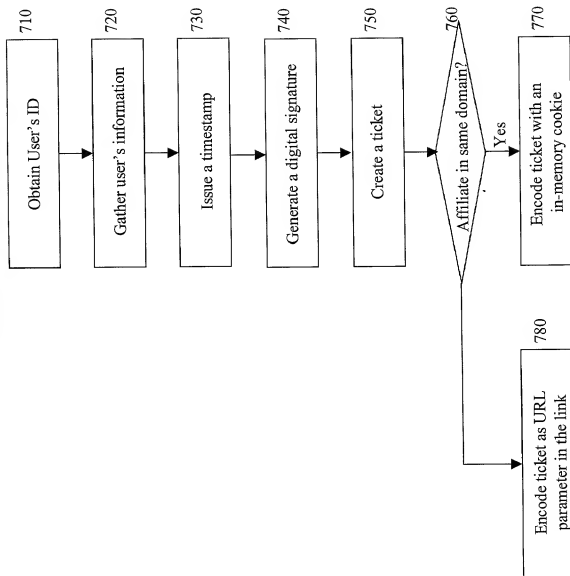 710
Obtain User's ID
720
Gather user's information
730
Issue a timestamp
740
Generate a digital signature
750
Create a ticket
760
Affiliate in same domain?
Yes
770
Encode ticket with an
in-memory cookie
780
Encode ticket as URL
parameter in the link